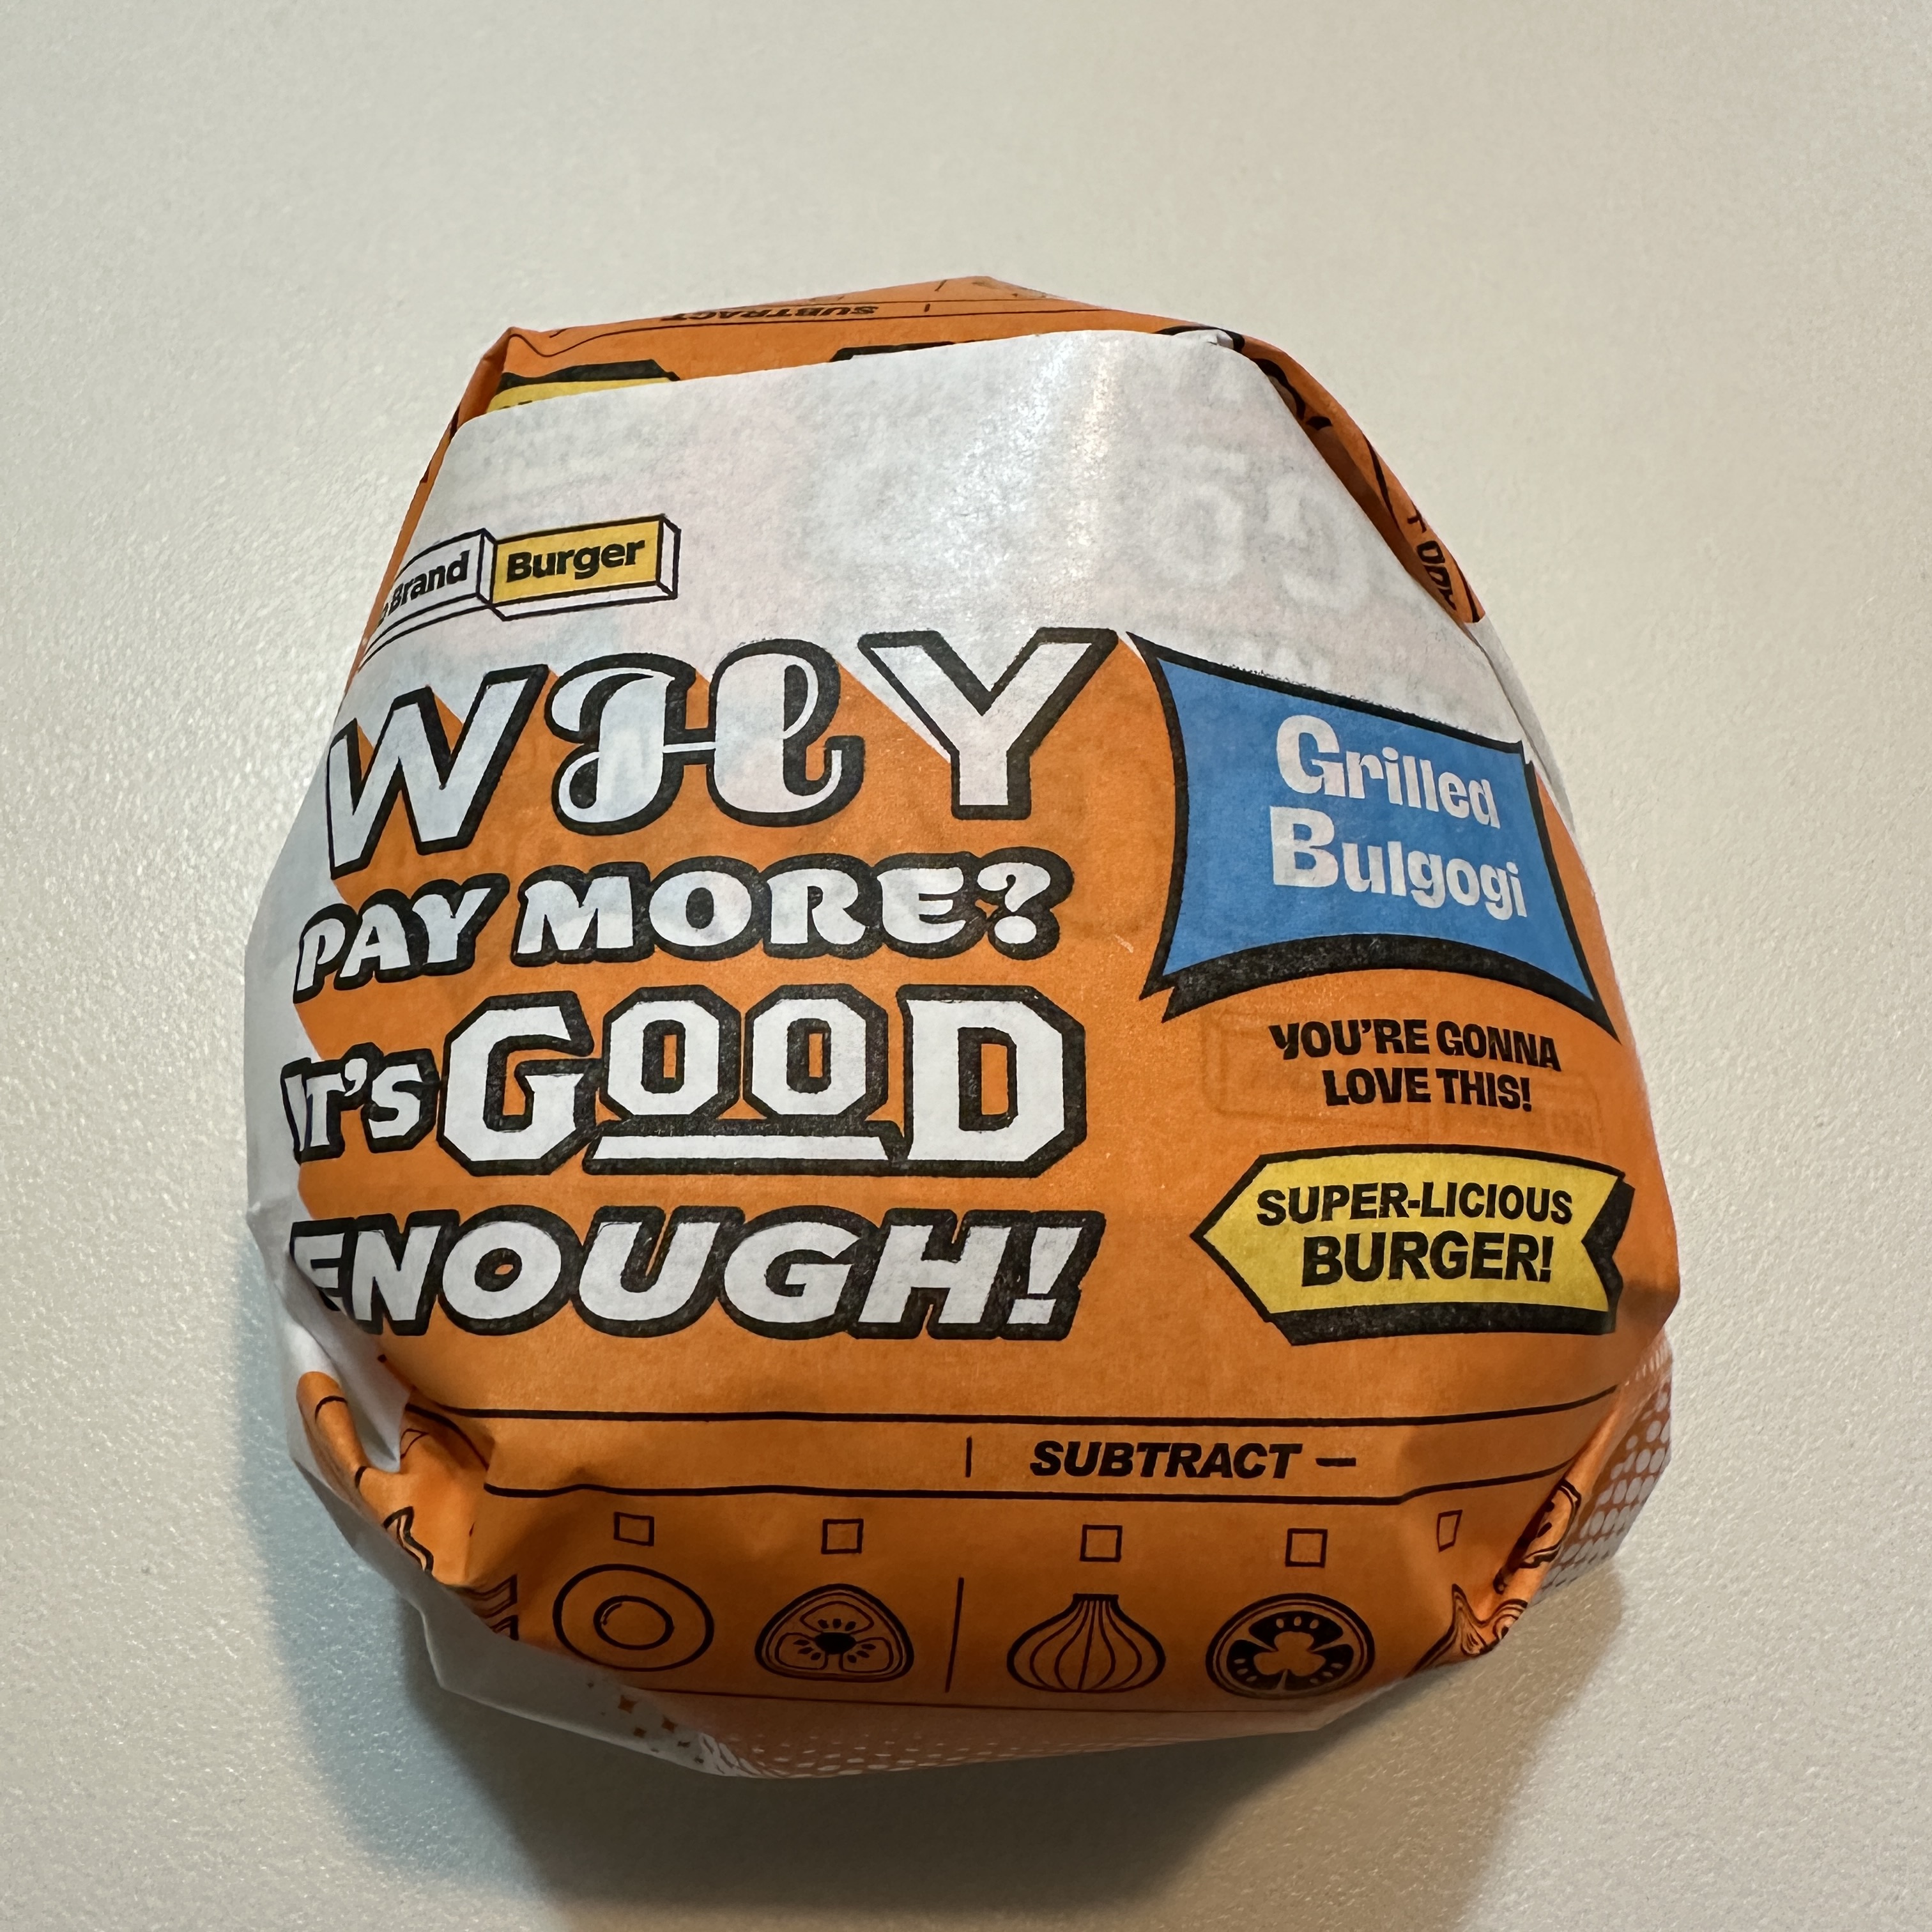 SUBTRACT
Brand Burger
WHY
PAY MORE?
IT'S GOOD
ENOUGH!
Grilled
Bulgogi
YOU'RE GONNA
LOVE THIS!
SUPER-LICIOUS
BURGER!
SUBTRACT —